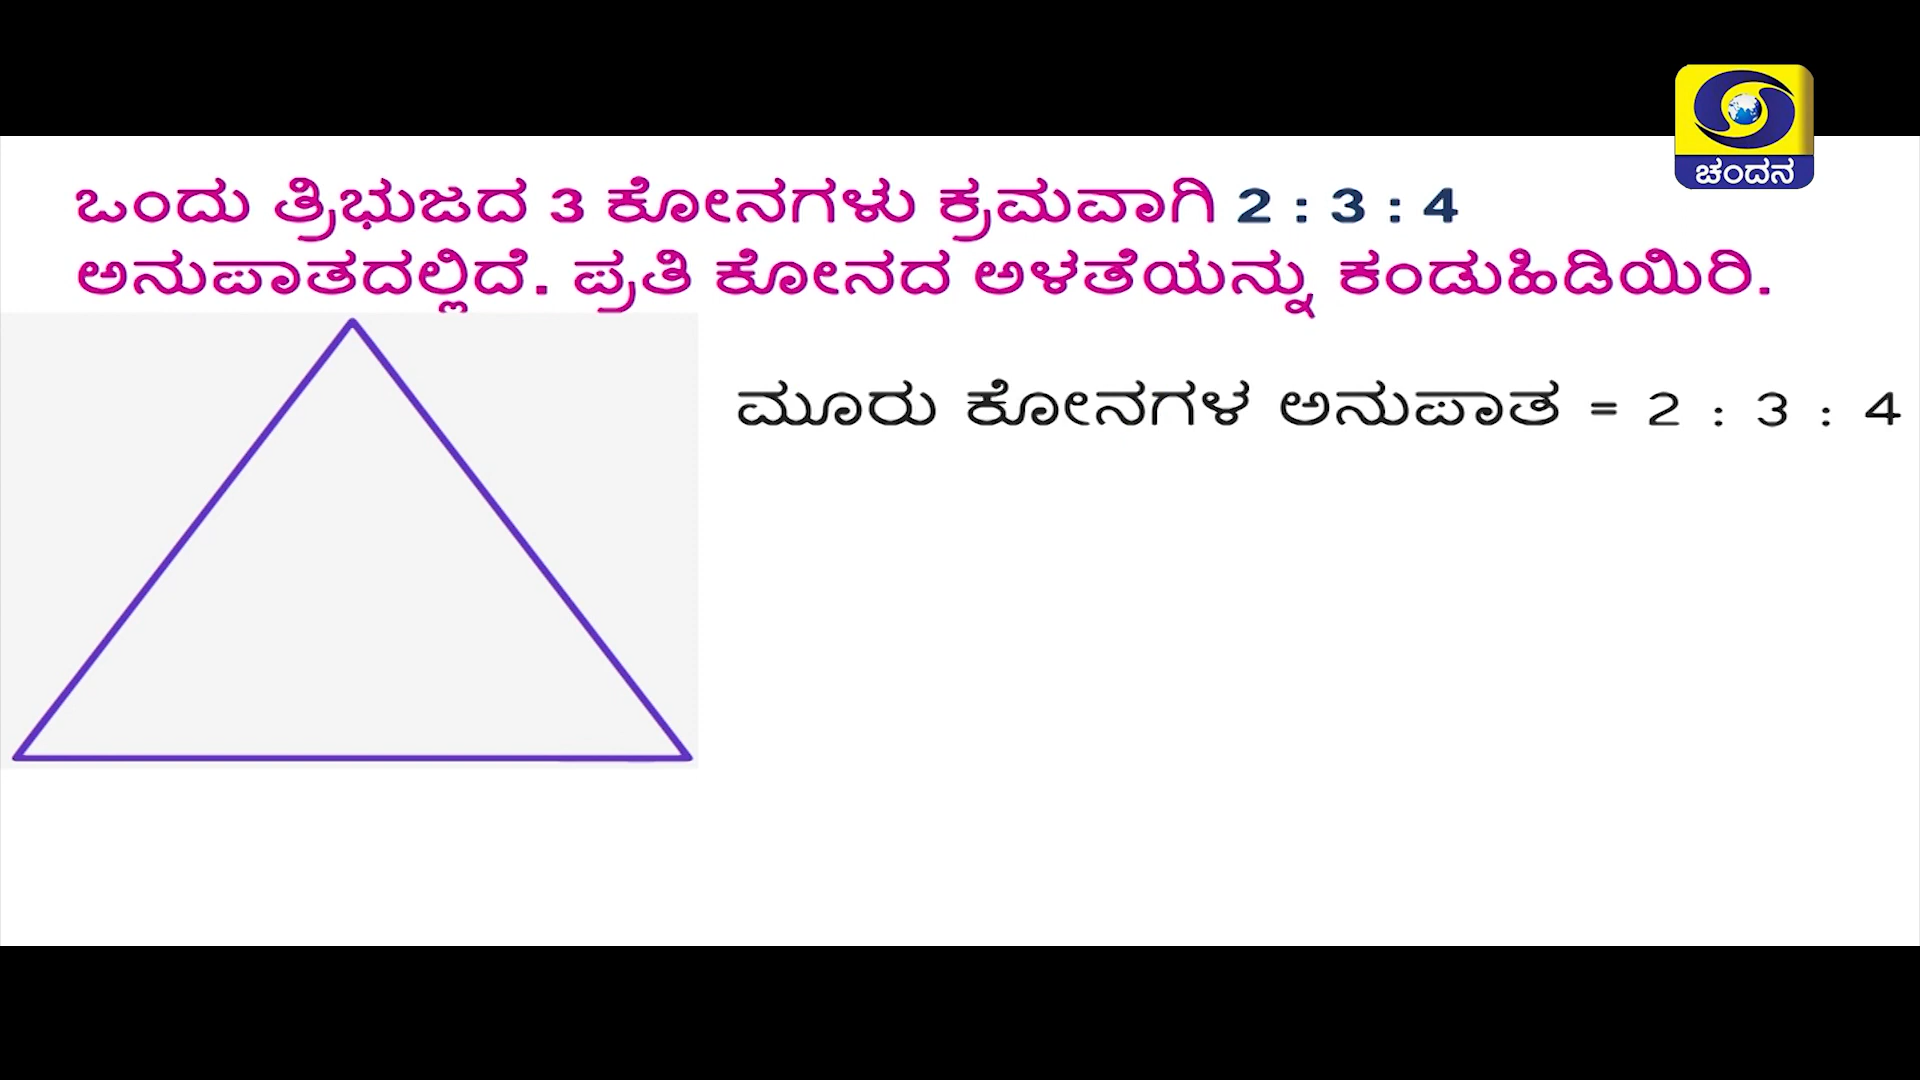 ಚಂದನ
ಒಂದು ತ್ರಿಭುಜದ 3 ಕೋನಗಳು ಕ್ರಮವಾಗಿ 2 : 3 : 4
ಅನುಪಾತದಲ್ಲಿದೆ. ಪ್ರತಿ ಕೋನದ ಅಳತೆಯನ್ನು ಕಂಡುಹಿಡಿಯಿರಿ.
ಮೂರು ಕೋನಗಳ ಅನುಪಾತ = 2 : 3 : 4